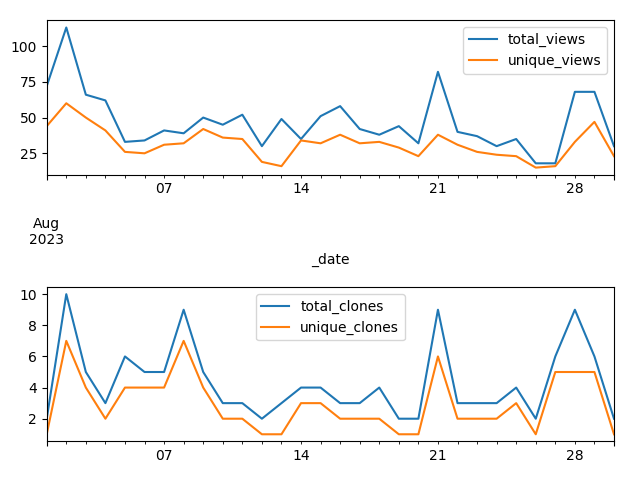 total_views
unique_views
100
75
50
25
07 14 21 28
Aug
2023
_date
total_clones
unique_clones
10
8
6
4
2
07 14 21 28